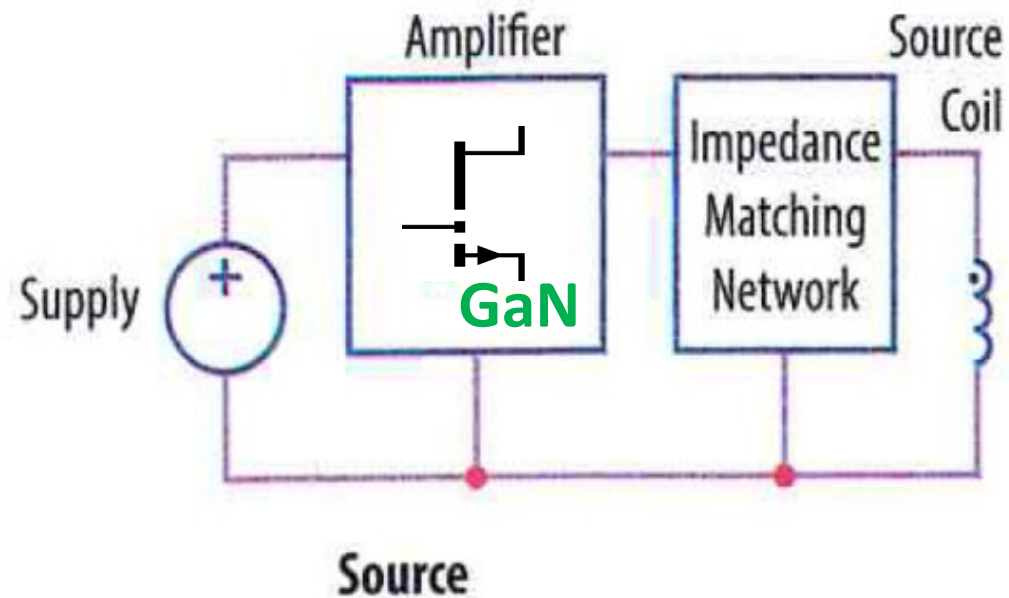 Amplifier
Source
Coil
Impedance
Matching
Network
Supply
+
GaN
Source